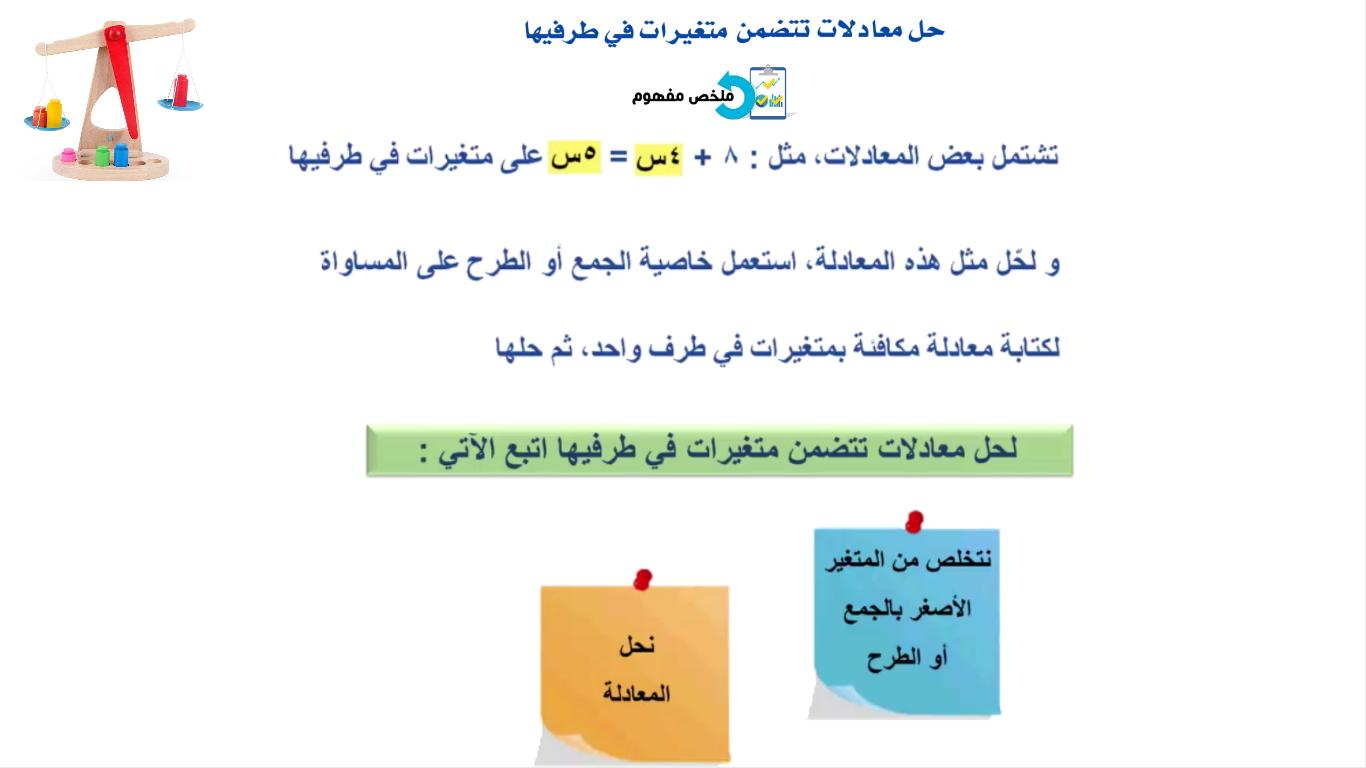 حل معادلات تتضمن متغيرات في طرفيها
ملخص مفهوم
تشتمل بعض المعادلات، مثل : ٨ + ٤س = ٥س على متغيرات في طرفيها
و لحّل مثل هذه المعادلة، استعمل خاصية الجمع أو الطرح على المساواة
لكتابة معادلة مكافئة بمتغيرات في طرف واحد، ثم حلها
لحل معادلات تتضمن متغيرات في طرفيها اتبع الآتي :
نتخلص من المتغير
الأصغر بالجمع
أو الطرح
نحل
المعادلة